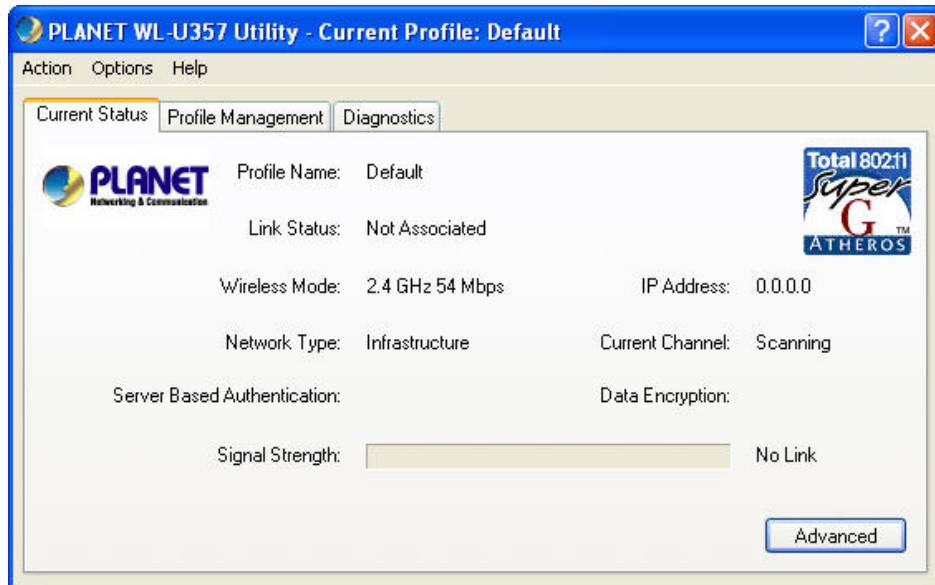 PLANET WL-U357 Utility - Current Profile: Default
Action Options Help
Current Status Profile Management Diagnostics
PLANET
Networking & Communication
Profile Name: Default
Total 802.11
Super
G TM
ATHEROS
Link Status: Not Associated
Wireless Mode: 2.4 GHz 54 Mbps IP Address: 0.0.0.0
Network Type: Infrastructure Current Channel: Scanning
Server Based Authentication: Data Encryption:
Signal Strength: No Link
Advanced